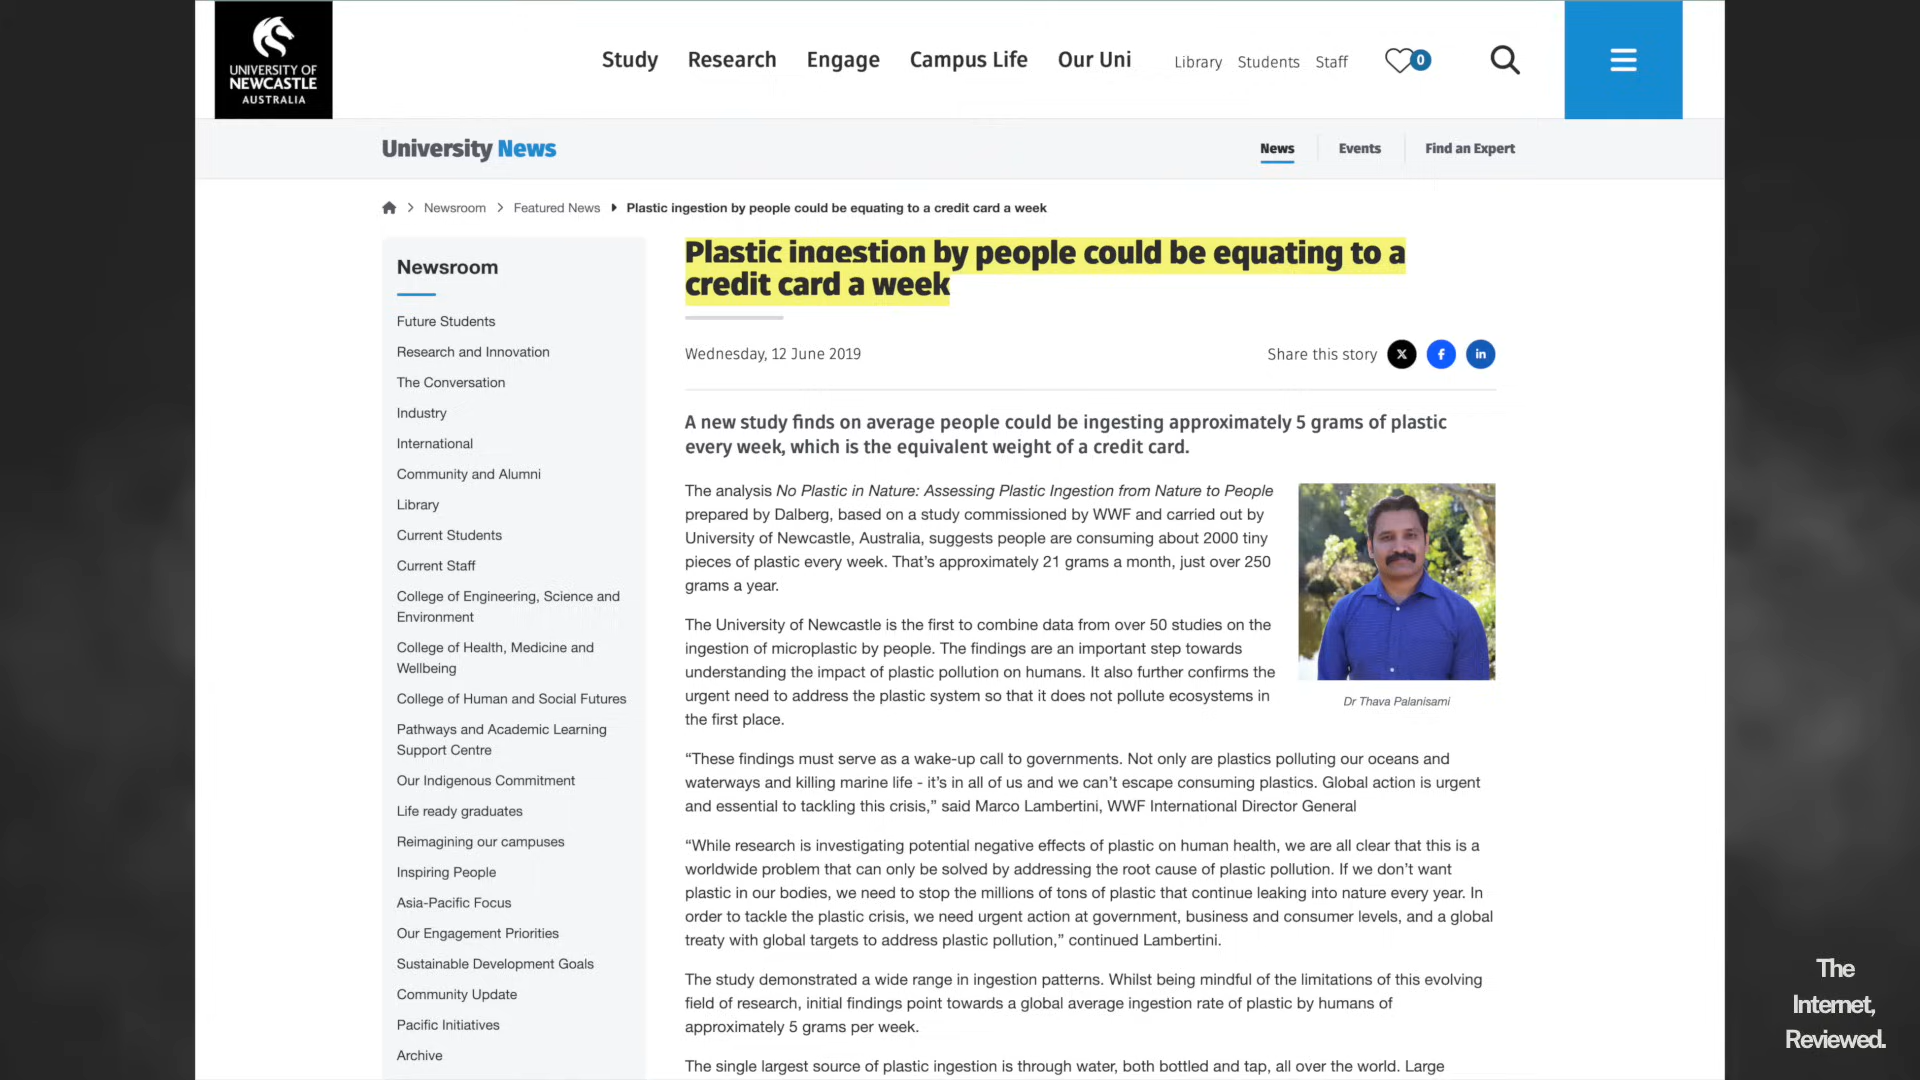 UNIVERSITY OF
NEWCASTLE
AUSTRALIA
Study Research Engage Campus Life Our Uni Library Students Staff 0
University News
News Events Find an Expert
Newsroom Featured News Plastic ingestion by people could be equating to a credit card a week
Newsroom
Future Students
Research and Innovation
The Conversation
Industry
International
Community and Alumni
Library
Current Students
Current Staff
College of Engineering, Science and
Environment
College of Health, Medicine and
Wellbeing
College of Human and Social Futures
Pathways and Academic Learning
Support Centre
Our Indigenous Commitment
Life ready graduates
Reimagining our campuses
Inspiring People
Asia-Pacific Focus
Our Engagement Priorities
Sustainable Development Goals
Community Update
Pacific Initiatives
Archive
Plastic ingestion by people could be equating to a
credit card a week
Wednesday, 12 June 2019
Share this story X f in
A new study finds on average people could be ingesting approximately 5 grams of plastic
every week, which is the equivalent weight of a credit card.
The analysis No Plastic in Nature: Assessing Plastic Ingestion from Nature to People
prepared by Dalberg, based on a study commissioned by WWF and carried out by
University of Newcastle, Australia, suggests people are consuming about 2000 tiny
pieces of plastic every week. That’s approximately 21 grams a month, just over 250
grams a year.
The University of Newcastle is the first to combine data from over 50 studies on the
ingestion of microplastic by people. The findings are an important step towards
understanding the impact of plastic pollution on humans. It also further confirms the
urgent need to address the plastic system so that it does not pollute ecosystems in
the first place.
Dr Thava Palanisami
“These findings must serve as a wake-up call to governments. Not only are plastics polluting our oceans and
waterways and killing marine life - it’s in all of us and we can’t escape consuming plastics. Global action is urgent
and essential to tackling this crisis,” said Marco Lambertini, WWF International Director General
“While research is investigating potential negative effects of plastic on human health, we are all clear that this is a
worldwide problem that can only be solved by addressing the root cause of plastic pollution. If we don’t want
plastic in our bodies, we need to stop the millions of tons of plastic that continue leaking into nature every year. In
order to tackle the plastic crisis, we need urgent action at government, business and consumer levels, and a global
treaty with global targets to address plastic pollution,” continued Lambertini.
The study demonstrated a wide range in ingestion patterns. Whilst being mindful of the limitations of this evolving
field of research, initial findings point towards a global average ingestion rate of plastic by humans of
approximately 5 grams per week.
The single largest source of plastic ingestion is through water, both bottled and tap, all over the world. Large
The
Internet,
Reviewed.